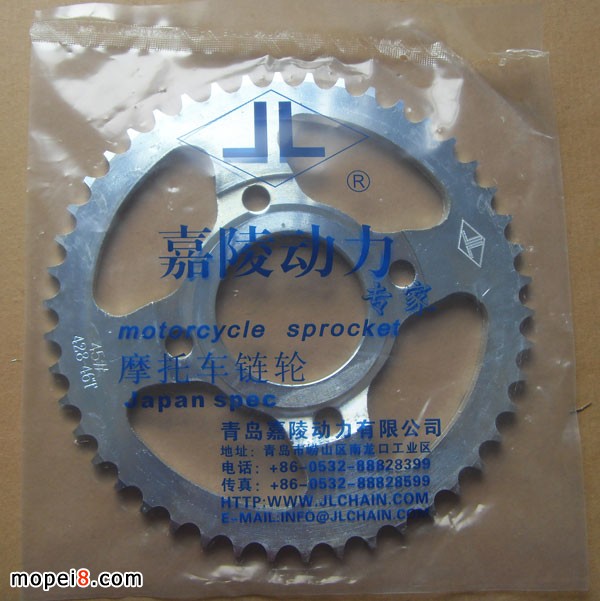 JL
®
JL
嘉陵动力
专家
motorcycle sprocket
摩托车链轮
Japan spec
45#
428 46T
青岛嘉陵动力有限公司
地址：青岛市崂山区南龙口工业区
电话：+86-0532-88828399
传真：+86-0532-88828599
HTTP:WWW.JLCHAIN.COM
E-MAIL:INFO@JLCHAIN.COM
mopei8.com